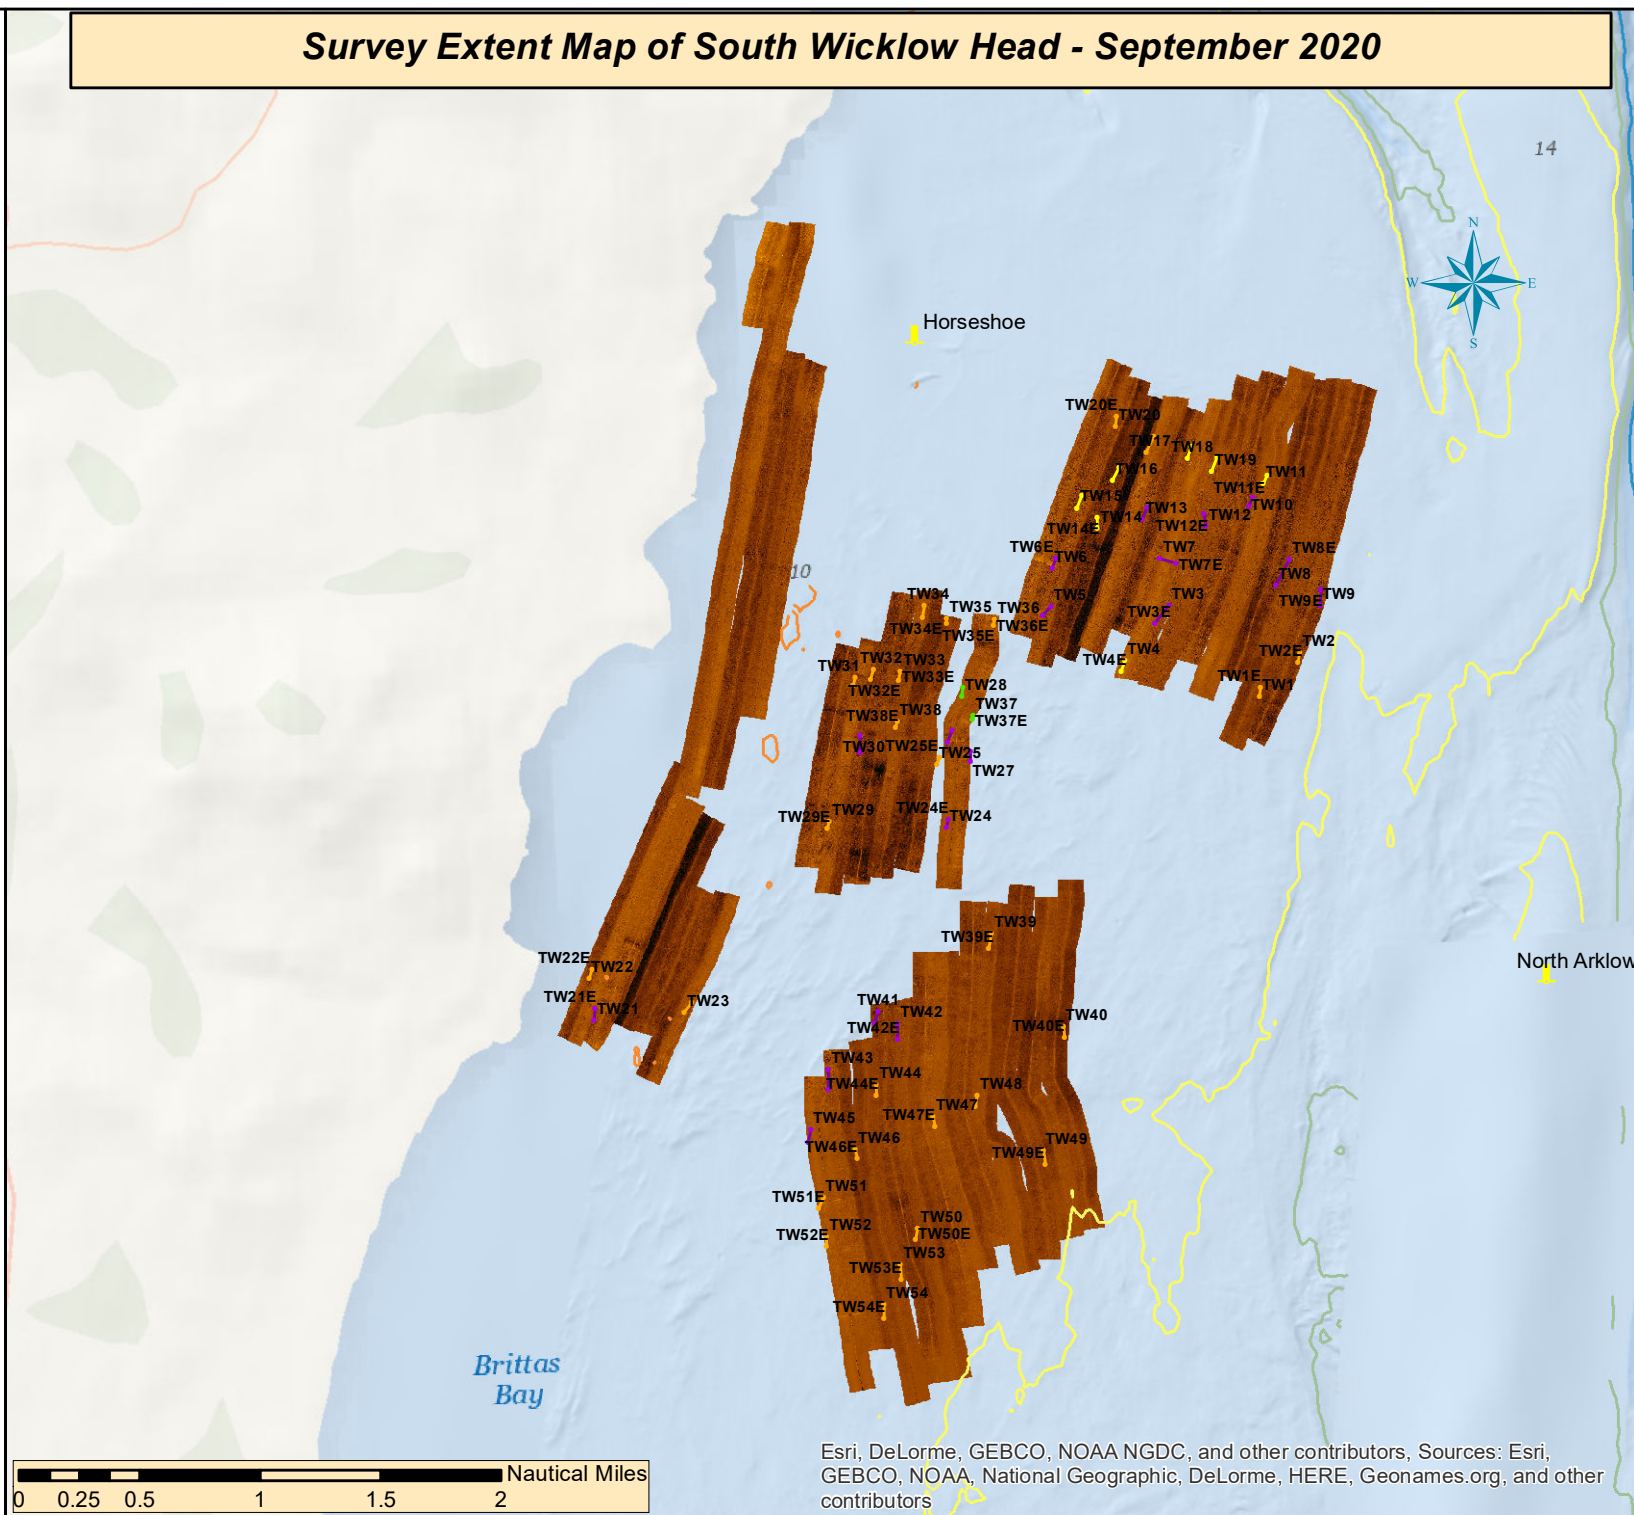 Survey Extent Map of South Wicklow Head - September 2020
14
N
W E
S
Horseshoe
TW20E
TW20
TW17
TW18
TW16
TW19
TW11
TW15
TW11E
TW10
TW13
TW14
TW12
TW14E
TW12E
TW6E
TW6
TW7
TW7E
TW8E
TW8
10
TW5
TW3
TW9
TW9E
TW3E
TW34
TW35
TW36
TW34E
TW35E
TW36E
TW4
TW4E
TW2
TW2E
TW31
TW32
TW33
TW33E
TW32E
TW1E
TW1
TW28
TW37
TW37E
TW38E
TW38
TW30
TW25E
TW25
TW27
TW29E
TW29
TW24E
TW24
TW39
TW39E
TW22E
TW22
North Arklow
TW21E
TW21
TW23
TW41
TW42
TW42E
TW40
TW40E
TW43
TW44
TW44E
TW48
TW47E
TW47
TW45
TW46E
TW46
TW49
TW49E
TW51
TW51E
TW52
TW52E
TW50
TW50E
TW53
TW53E
TW54
TW54E
Brittas
Bay
Nautical Miles
0 0.25 0.5 1 1.5 2
Esri, DeLorme, GEBCO, NOAA NGDC, and other contributors, Sources: Esri,
GEBCO, NOAA, National Geographic, DeLorme, HERE, Geonames.org, and other
contributors